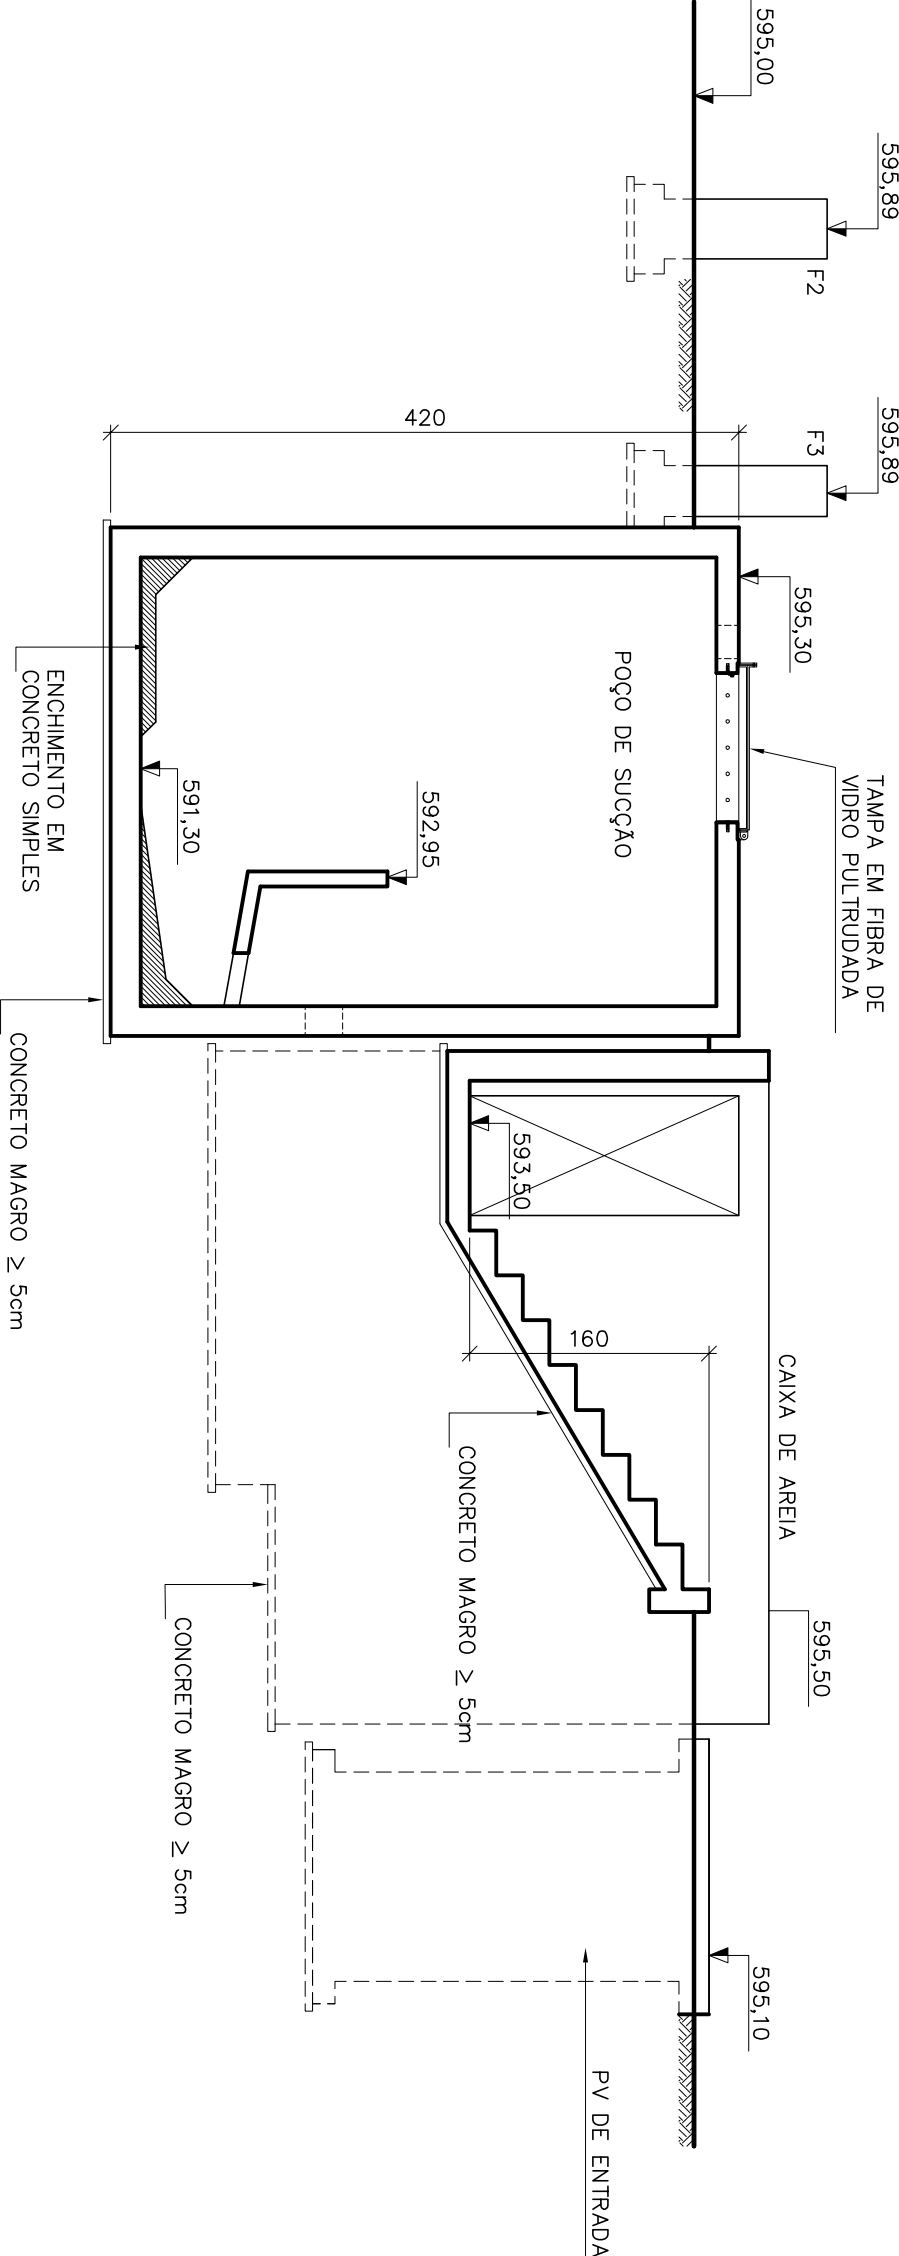 595,00
595,89
F2
595,89
F3
420
595,30
TAMPA EM FIBRA DE
VIDRO PULTRUDADA
POÇO DE SUCÇÃO
592,95
591,30
ENCHIMENTO EM
CONCRETO SIMPLES
CONCRETO MAGRO ≥ 5cm
593,50
160
CAIXA DE AREIA
595,50
CONCRETO MAGRO ≥ 5cm
CONCRETO MAGRO ≥ 5cm
595,10
PV DE ENTRADA